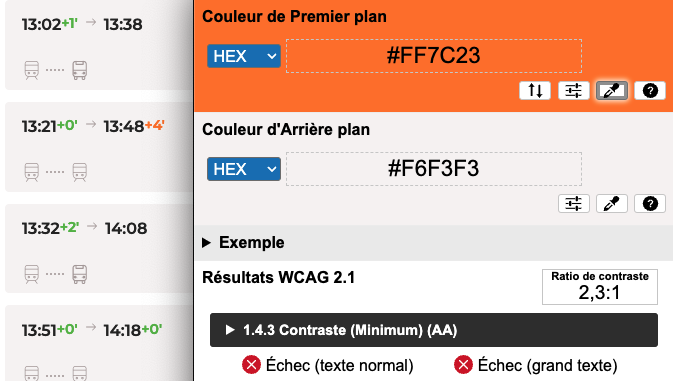 13:02+1' → 13:38
13:21+0' → 13:48+4'
13:32+2' → 14:08
13:51+0' → 14:18+0'
Couleur de Premier plan
HEX
#FF7C23
Couleur d'Arrière plan
HEX
#F6F3F3
Exemple
Résultats WCAG 2.1
Ratio de contraste
2,3:1
1.4.3 Contraste (Minimum) (AA)
Échec (texte normal) Échec (grand texte)